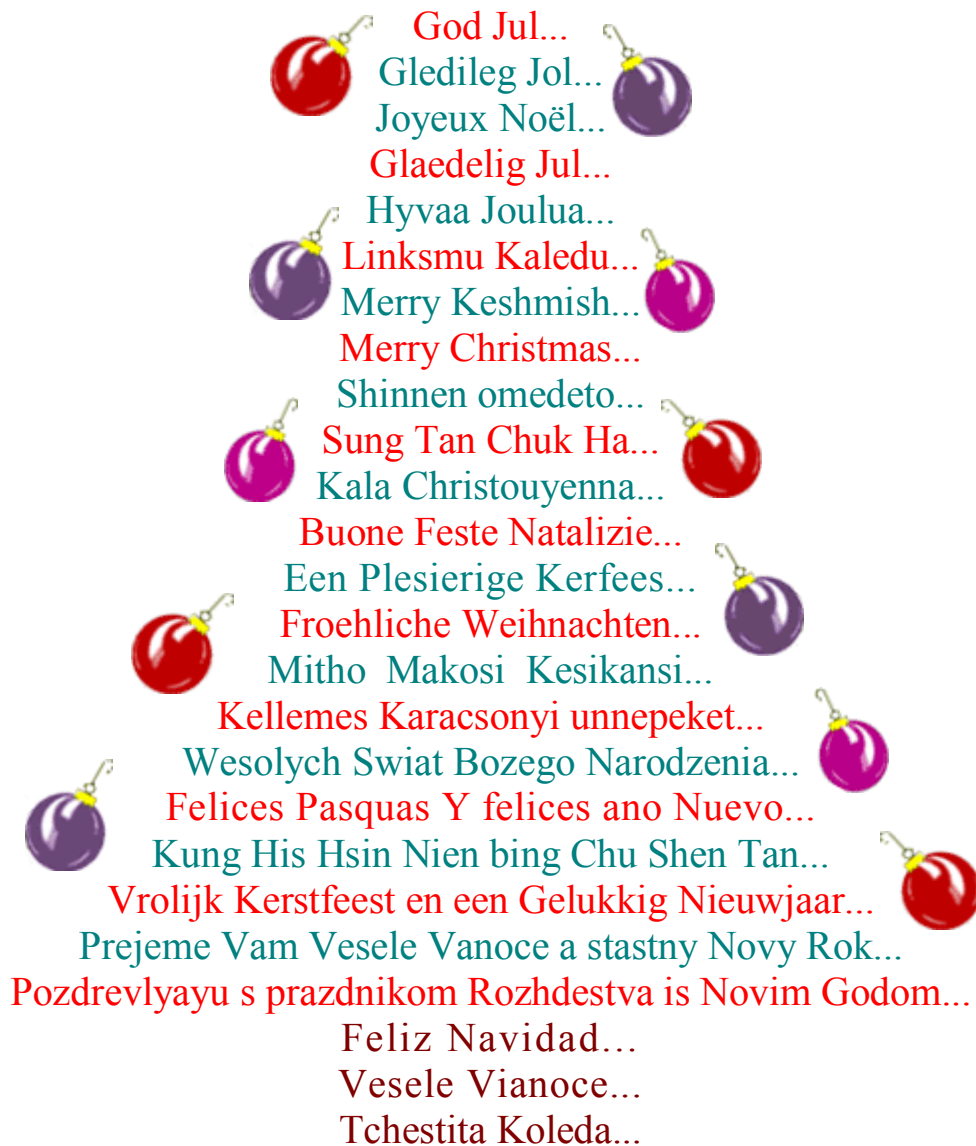 God Jul...
Gledileg Jol...
Joyeux Noël...
Glaedelig Jul...
Hyvaa Joulua...
Linksmu Kaledu...
Merry Keshmish...
Merry Christmas...
Shinnen omedeto...
Sung Tan Chuk Ha...
Kala Christouyenna...
Buone Feste Natalizie...
Een Plesierige Kerfees...
Froehliche Weihnachten...
Mitho  Makosi  Kesikansi...
Kellemes Karacsonyi unnepeket...
Wesolych Swiat Bozego Narodzenia...
Felices Pasquas Y felices ano Nuevo...
Kung His Hsin Nien bing Chu Shen Tan...
Vrolijk Kerstfeest en een Gelukkig Nieuwjaar...
Prejeme Vam Vesele Vanoce a stastny Novy Rok...
Pozdrevlyayu s prazdnikom Rozhdestva is Novim Godom...
Feliz Navidad...
Vesele Vianoce...
Tchestita Koleda...